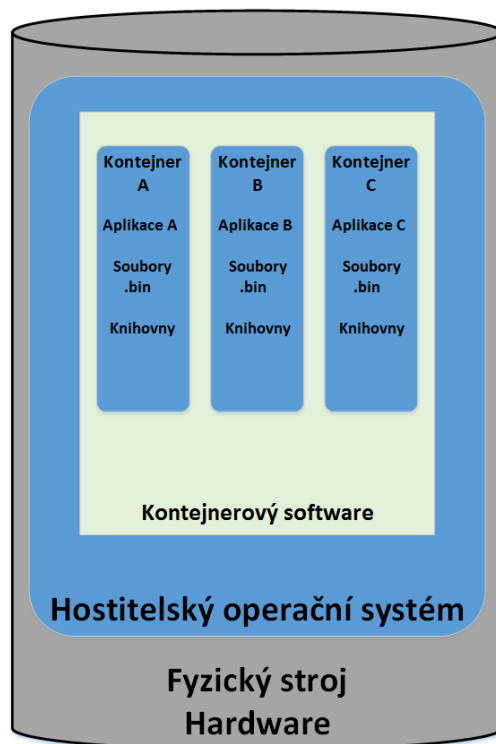 Kontejner
A
Aplikace A
Soubory
.bin
Knihovny
Kontejner
B
Aplikace B
Soubory
.bin
Knihovny
Kontejner
C
Aplikace C
Soubory
.bin
Knihovny
Kontejnerový software
Hostitelský operační systém
Fyzický stroj
Hardware